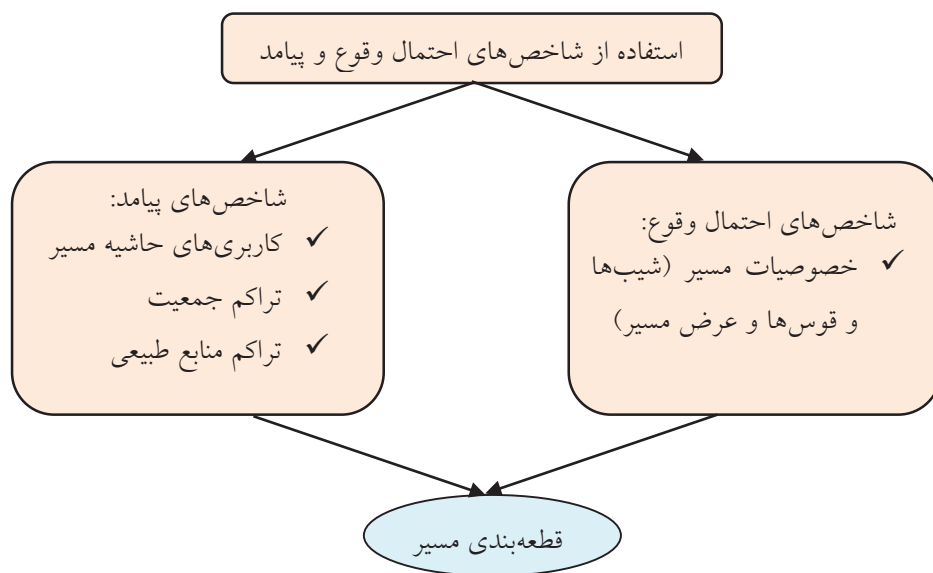 استفاده از شاخص‌های احتمال وقوع و پیامد
شاخص‌های احتمال وقوع:
✓ خصوصیات مسیر (شیب‌ها
و قوس‌ها و عرض مسیر)
شاخص‌های پیامد:
✓ کاربری‌های حاشیه مسیر
✓ تراکم جمعیت
✓ تراکم منابع طبیعی
قطعه‌بندی مسیر